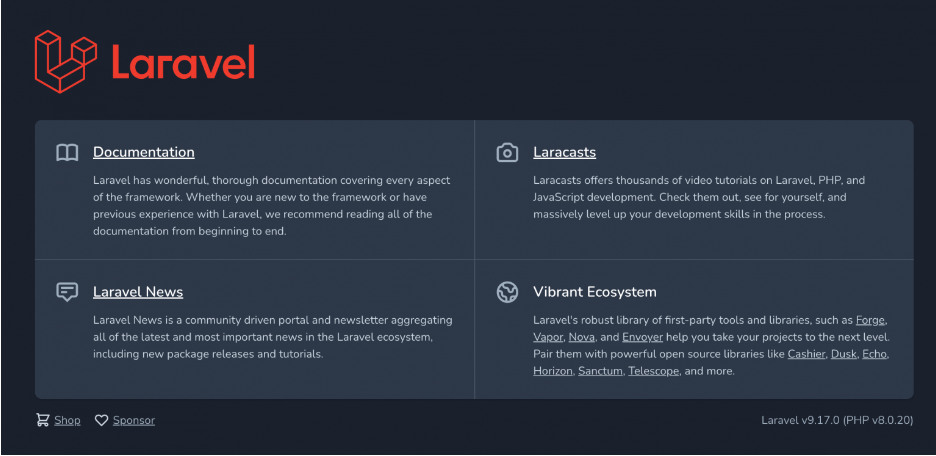 Laravel
Documentation
Laravel has wonderful, thorough documentation covering every aspect
of the framework. Whether you are new to the framework or have
previous experience with Laravel, we recommend reading all of the
documentation from beginning to end.
Laracasts
Laracasts offers thousands of video tutorials on Laravel, PHP, and
JavaScript development. Check them out, see for yourself, and
massively level up your development skills in the process.
Laravel News
Laravel News is a community driven portal and newsletter aggregating
all of the latest and most important news in the Laravel ecosystem,
including new package releases and tutorials.
Vibrant Ecosystem
Laravel's robust library of first-party tools and libraries, such as Forge,
Vapor, Nova, and Envoyer help you take your projects to the next level.
Pair them with powerful open source libraries like Cashier, Dusk, Echo,
Horizon, Sanctum, Telescope, and more.
Shop
Sponsor
Laravel v9.17.0 (PHP v8.0.20)